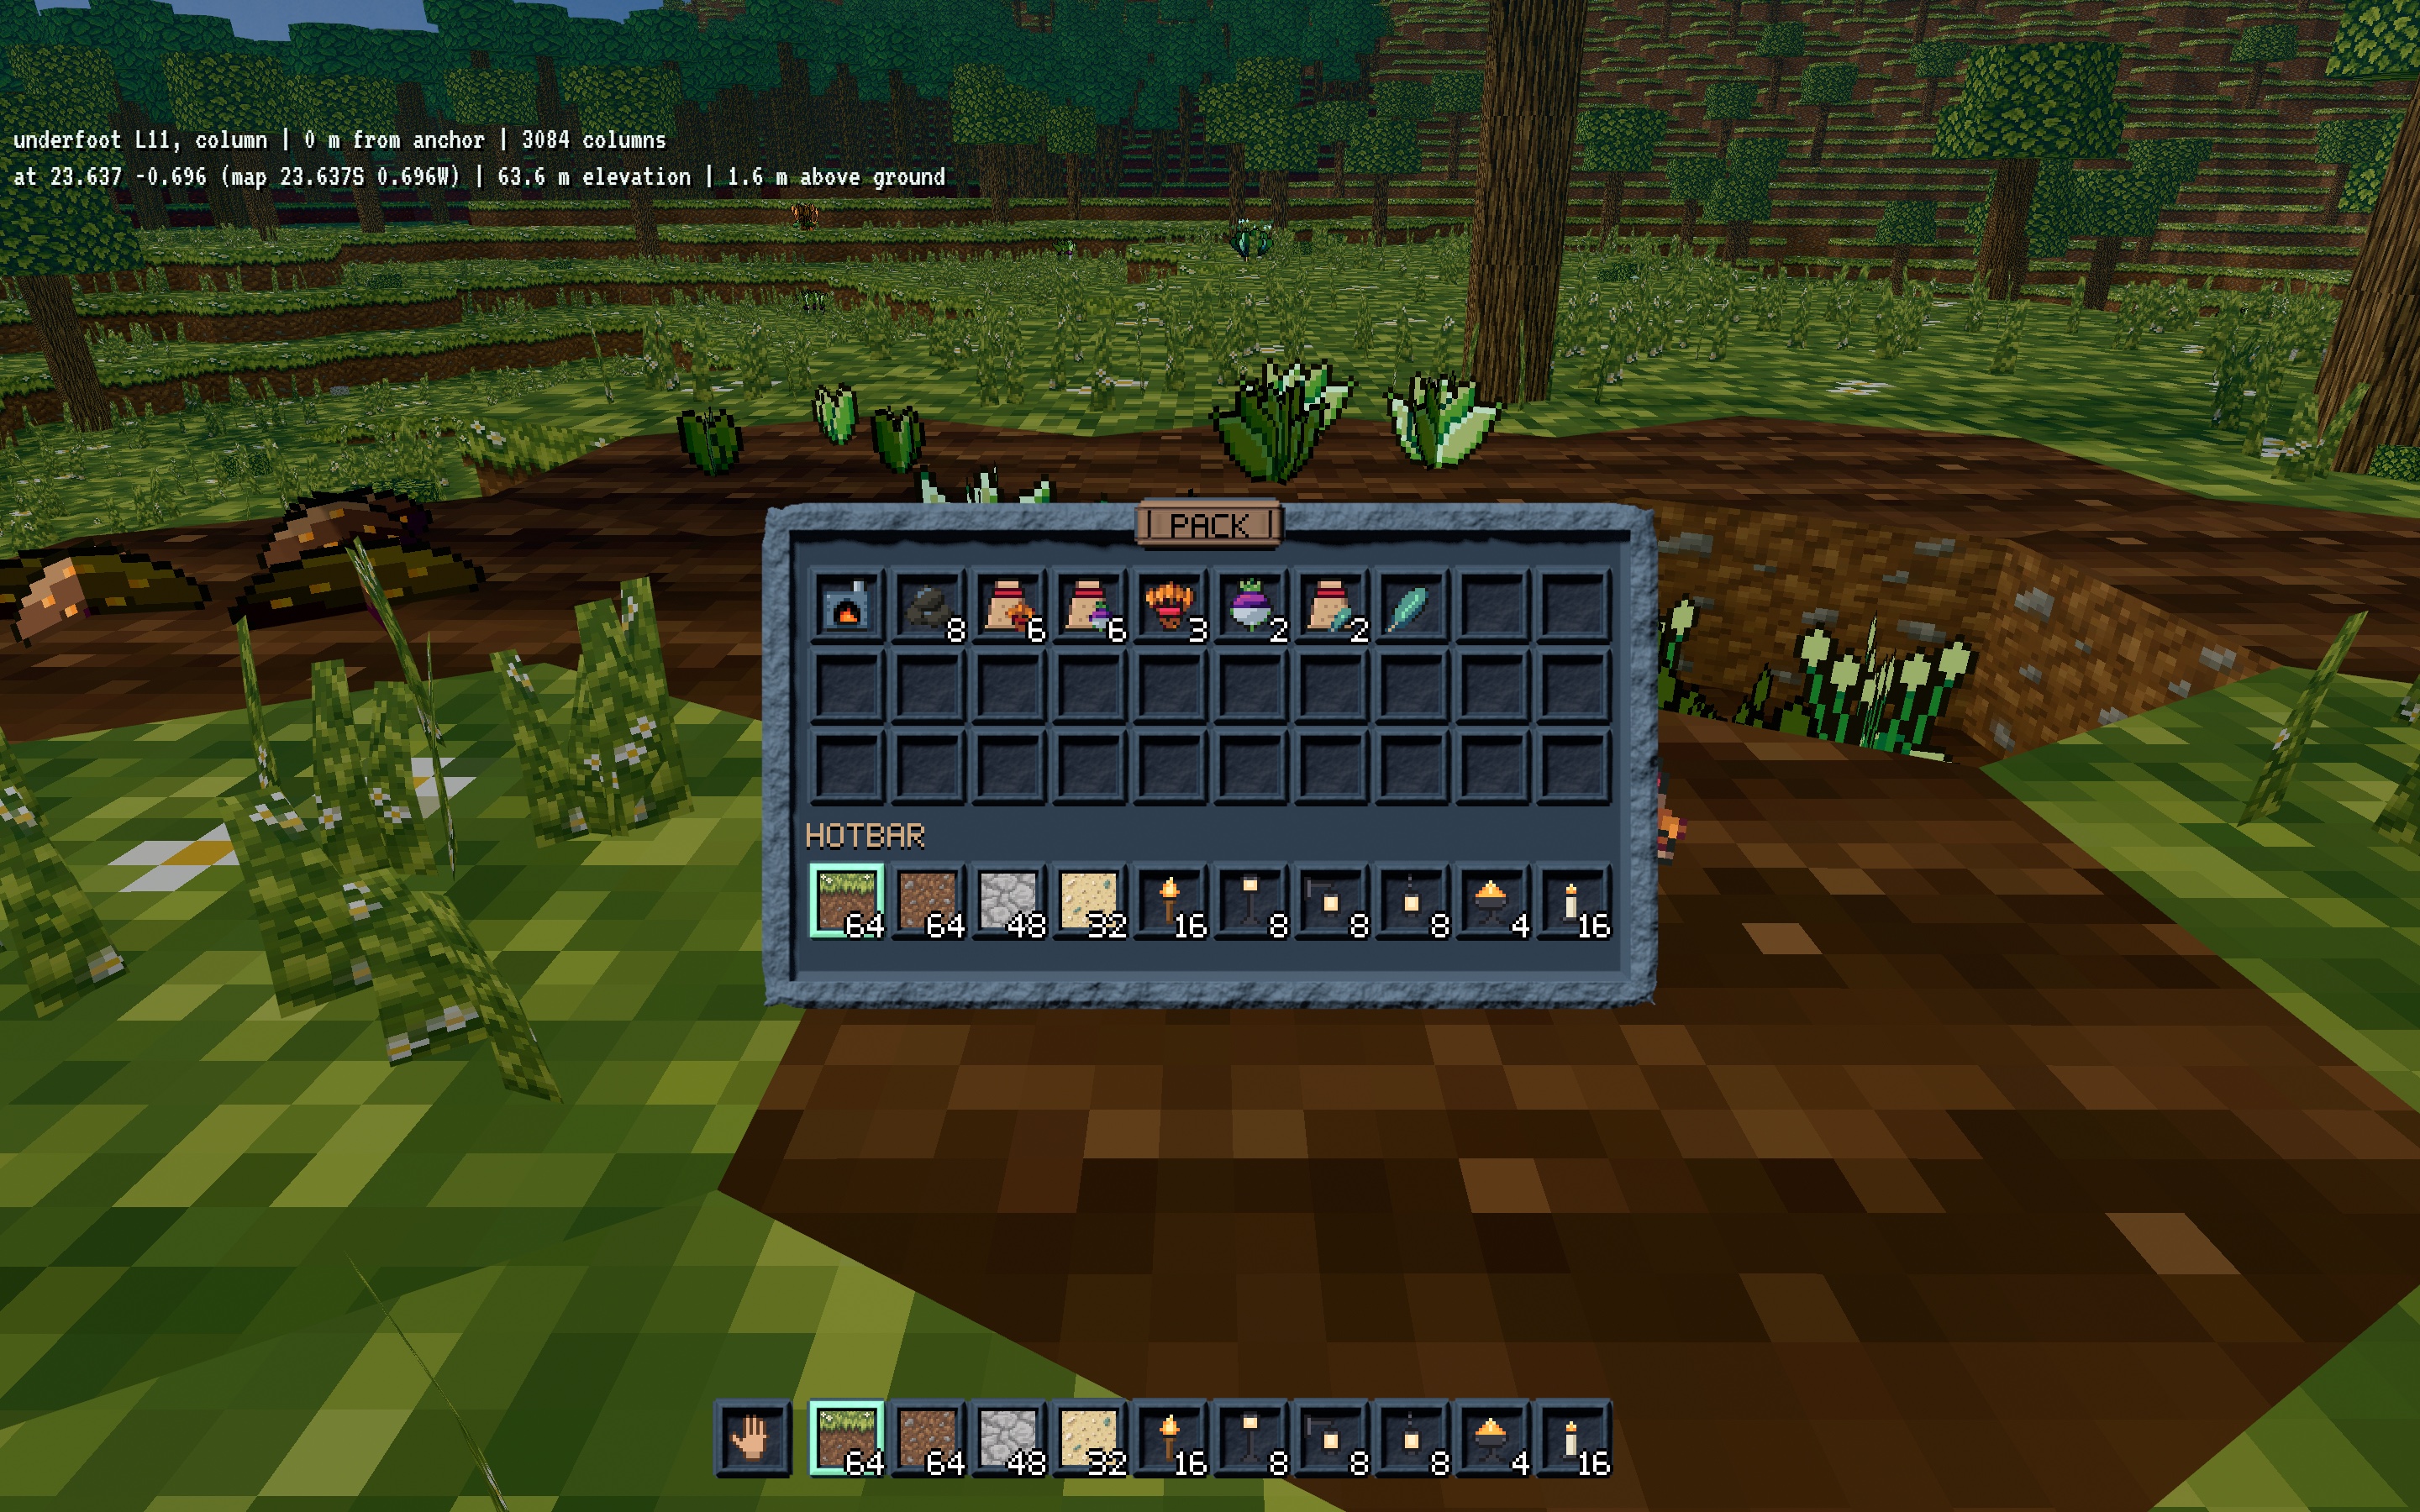 underfoot L11, column | 0 m from anchor | 3084 columns
at 23.637 -0.696 (map 23.637S 0.696W) | 63.6 m elevation | 1.6 m above ground
PACK
8 6 6 3 2 2
HOTBAR
64 64 48 32 16 8 8 8 4 16
64 64 48 32 16 8 8 8 4 16